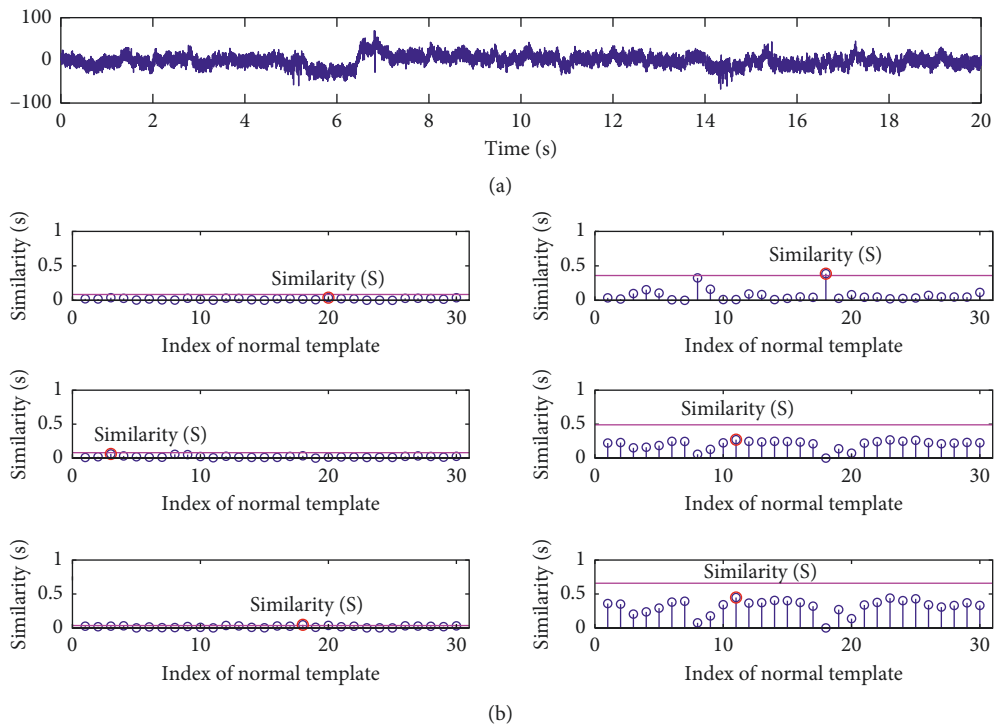 100
0
−100
0 2 4 6 8 10 12 14 16 18 20
Time (s)
(a)
Similarity (s)
1
0.5
0
Similarity (S)
0 10 20 30
Index of normal template
Similarity (s)
1
0.5
0
Similarity (S)
0 10 20 30
Index of normal template
Similarity (s)
1
0.5
0
Similarity (S)
0 10 20 30
Index of normal template
Similarity (s)
1
0.5
0
Similarity (S)
0 10 20 30
Index of normal template
Similarity (s)
1
0.5
0
Similarity (S)
0 10 20 30
Index of normal template
Similarity (s)
1
0.5
0
Similarity (S)
0 10 20 30
Index of normal template
(b)